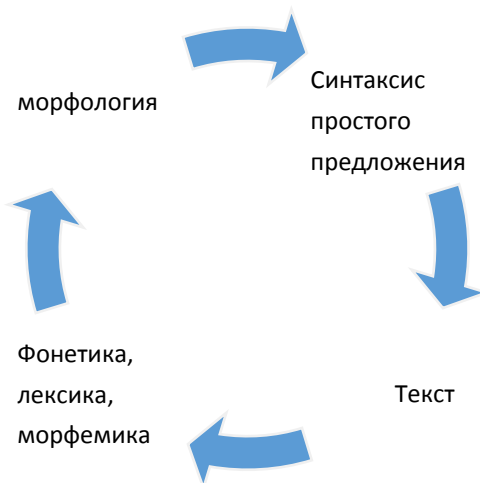 морфология
Синтаксис
простого
предложения
Фонетика,
лексика,
морфемика
Текст